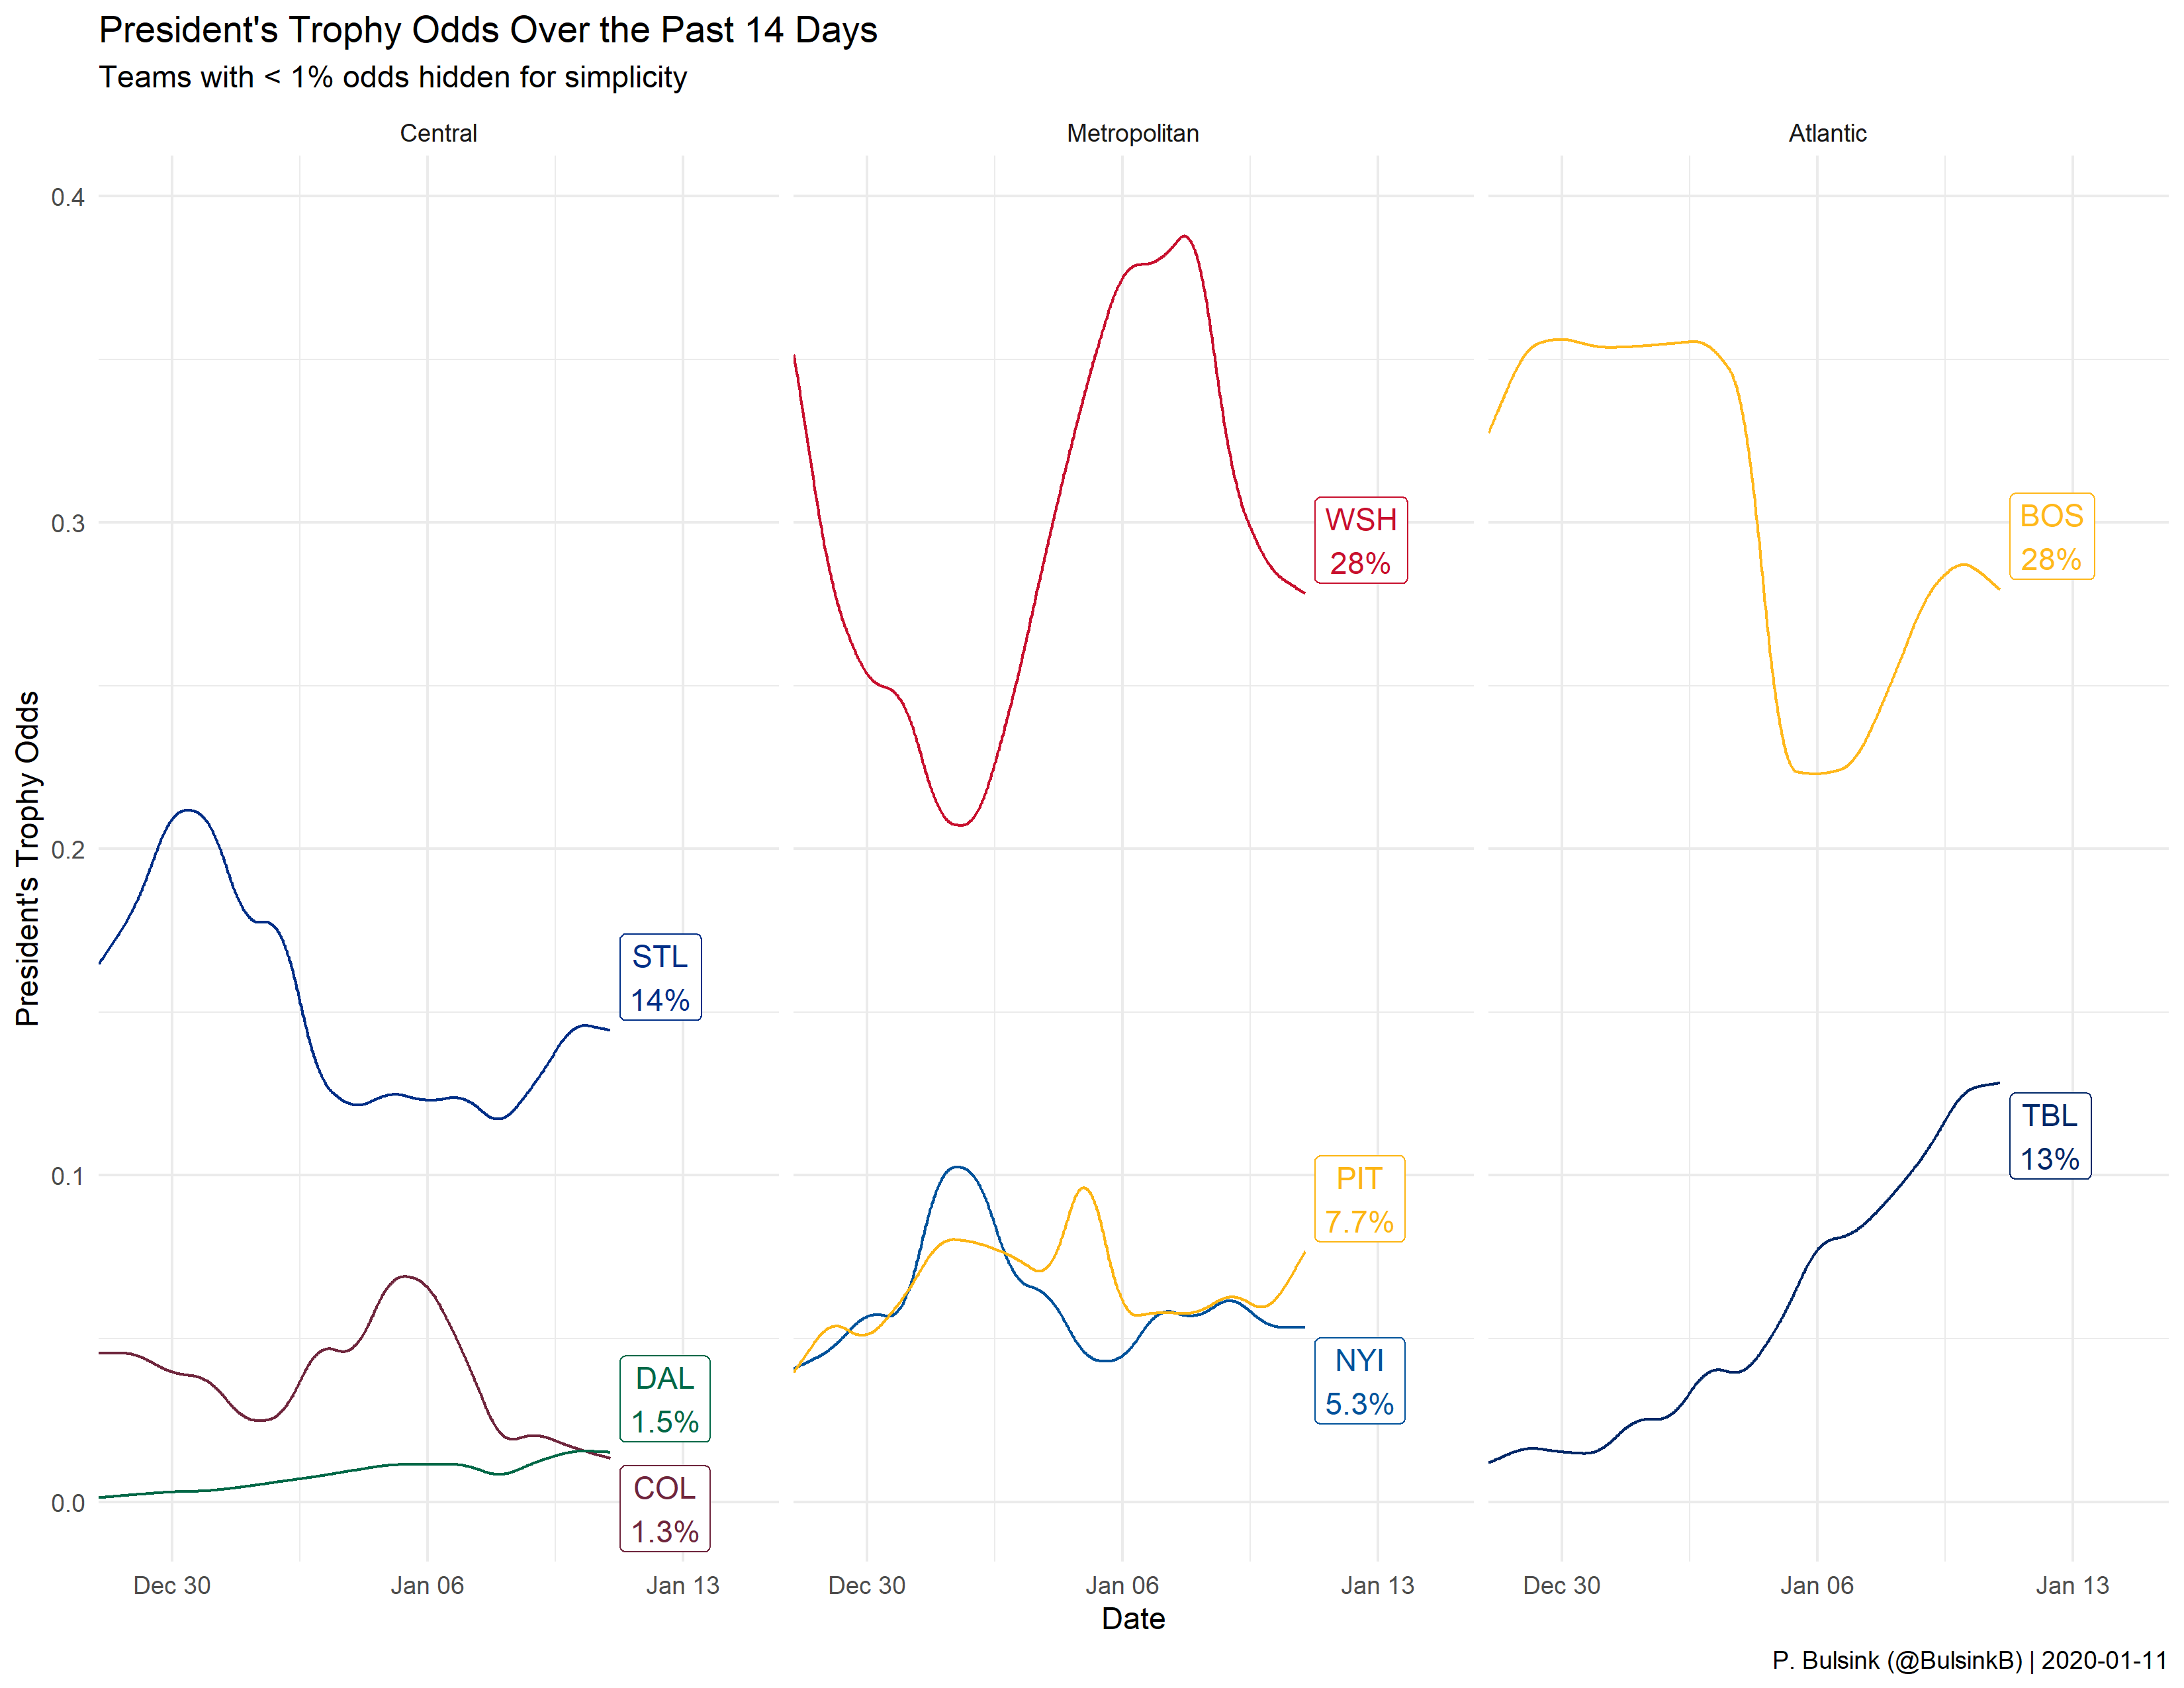 President's Trophy Odds Over the Past 14 Days
Teams with < 1% odds hidden for simplicity
Central
Metropolitan
Atlantic
President's Trophy Odds
0.4
0.3
0.2
0.1
0.0
STL
14%
DAL
1.5%
COL
1.3%
WSH
28%
PIT
7.7%
NYI
5.3%
BOS
28%
TBL
13%
Dec 30
Jan 06
Jan 13
Dec 30
Jan 06
Jan 13
Dec 30
Jan 06
Jan 13
Date
P. Bulsink (@BulsinkB) | 2020-01-11